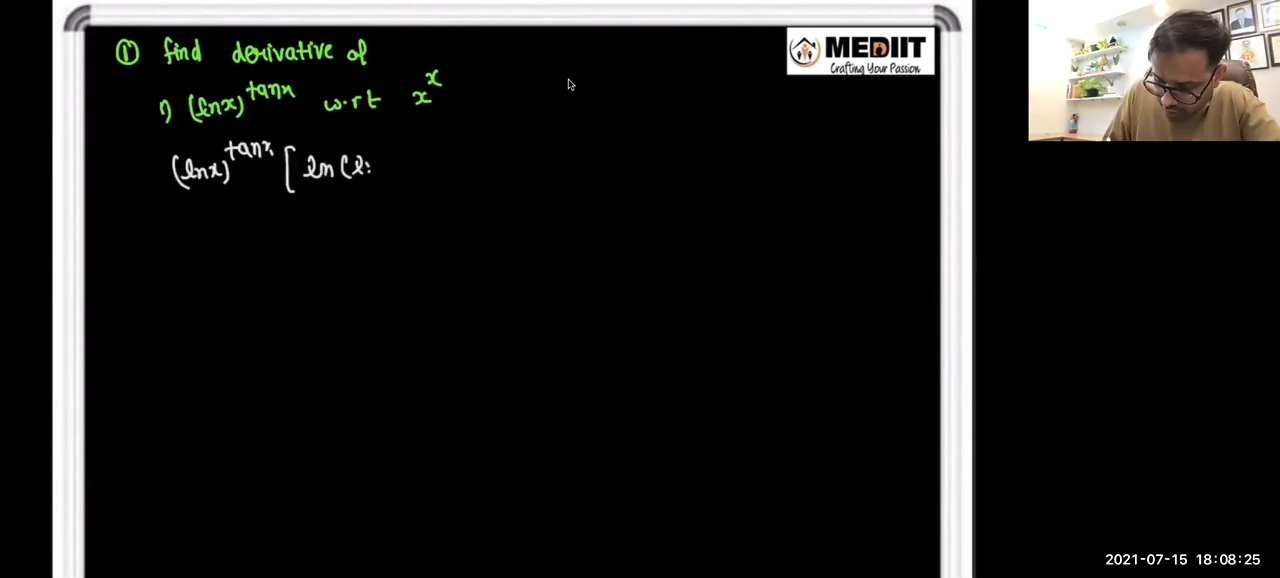 ① find derivative of
MEDIIT
Crafting Your Passion
1) (lnx)^tanx w.r.t x^x
(lnx)^tanx [ ln (l
2021-07-15 18:08:25